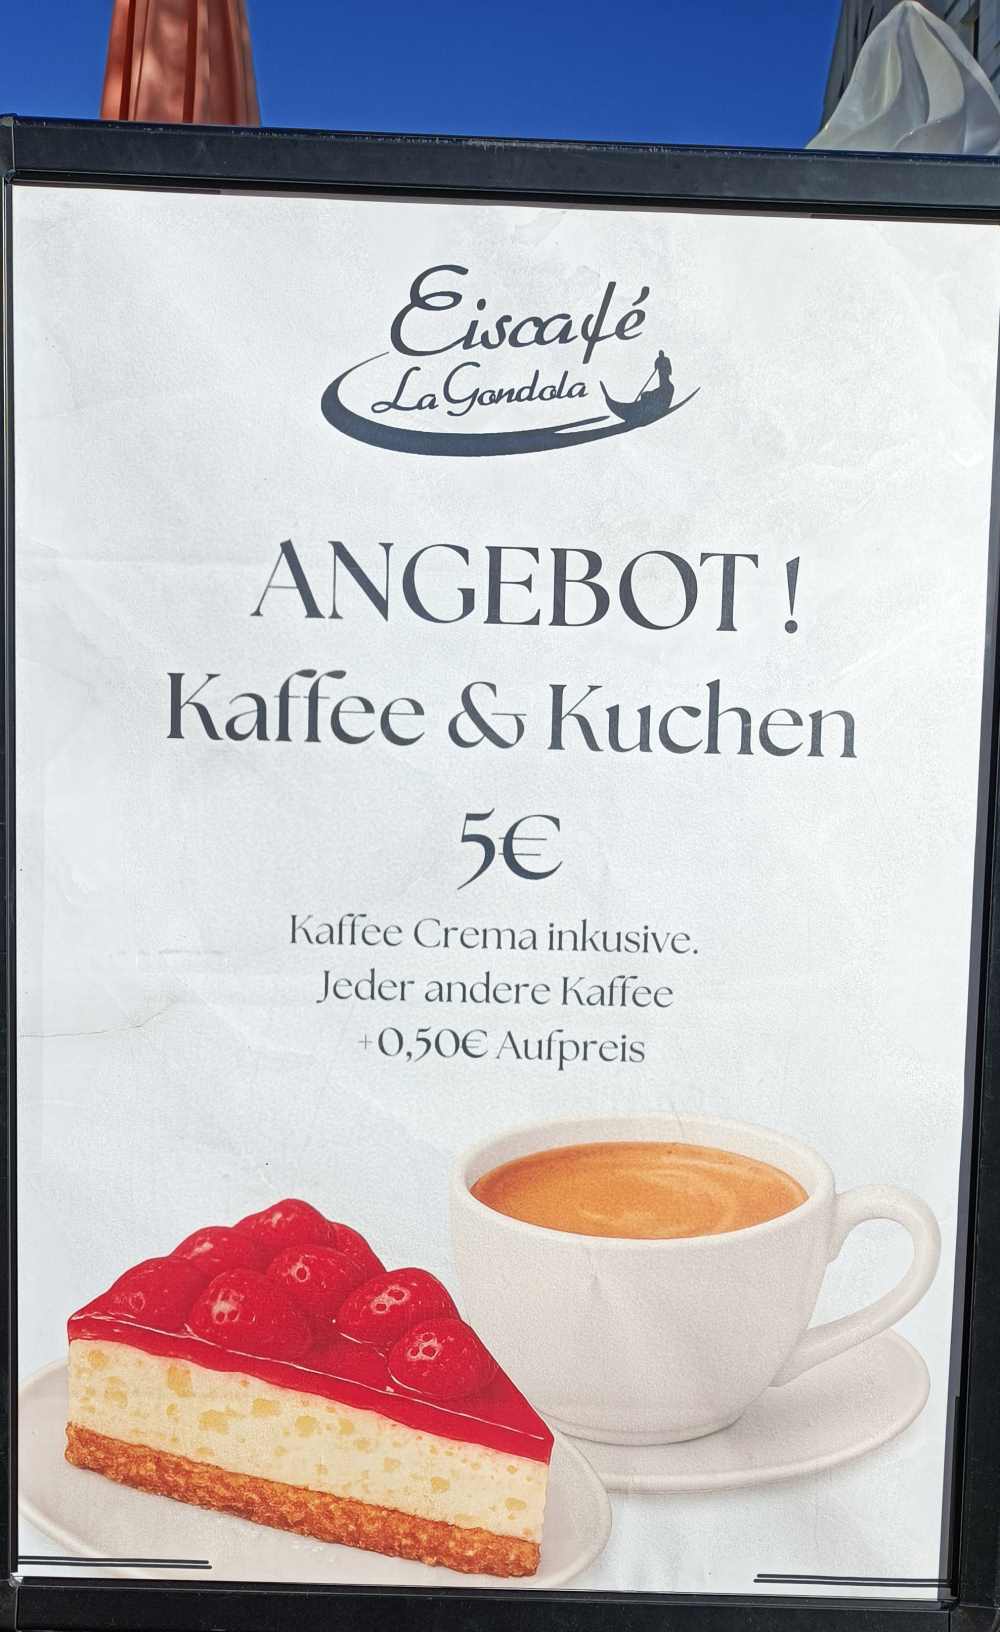 Eiscafé
La Gondola
ANGEBOT !
Kaffee & Kuchen
5€
Kaffee Crema inkusive.
Jeder andere Kaffee
+0,50€ Aufpreis